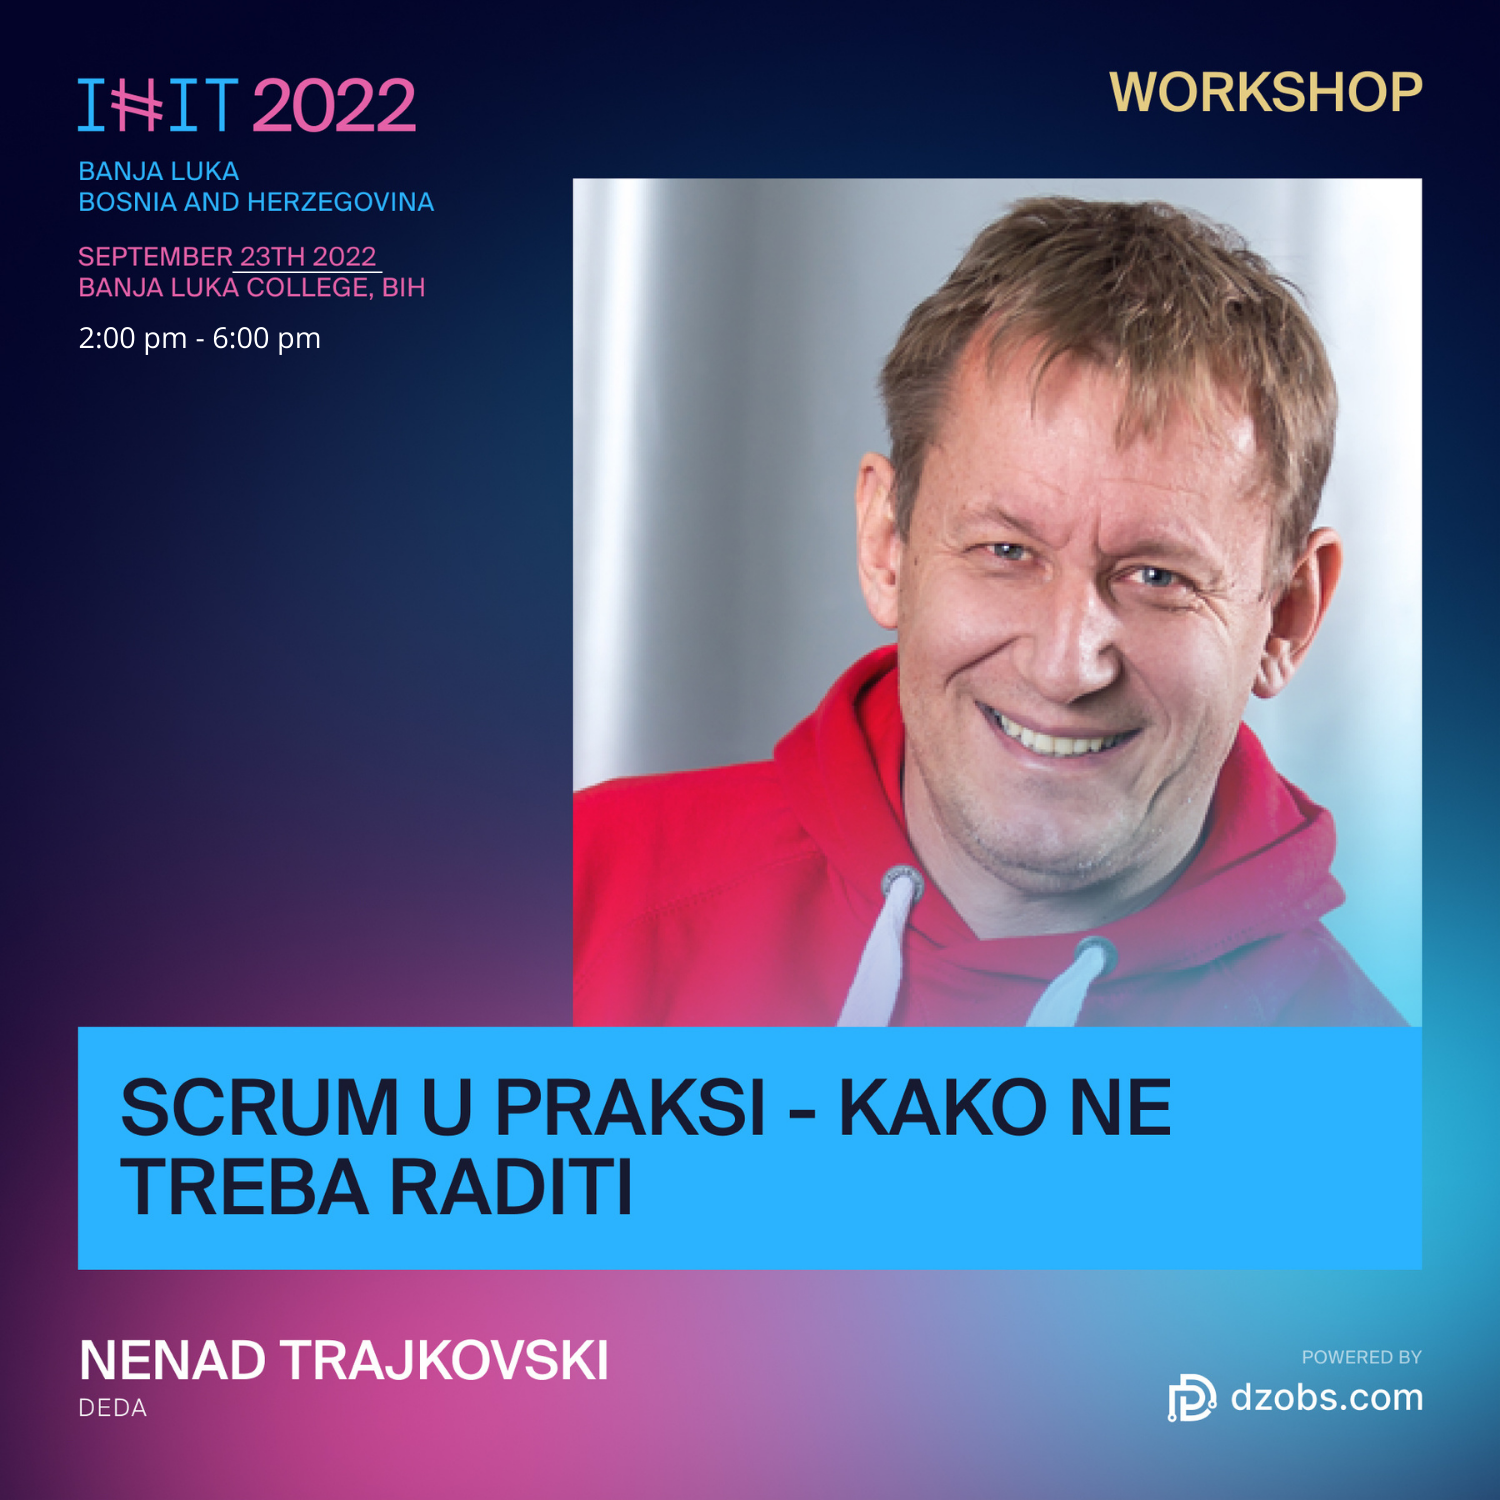 INIT 2022
WORKSHOP
BANJA LUKA
BOSNIA AND HERZEGOVINA
SEPTEMBER 23TH 2022
BANJA LUKA COLLEGE, BIH
2:00 pm - 6:00 pm
SCRUM U PRAKSI - KAKO NE
TREBA RADITI
NENAD TRAJKOVSKI
DEDA
POWERED BY
dzobs.com